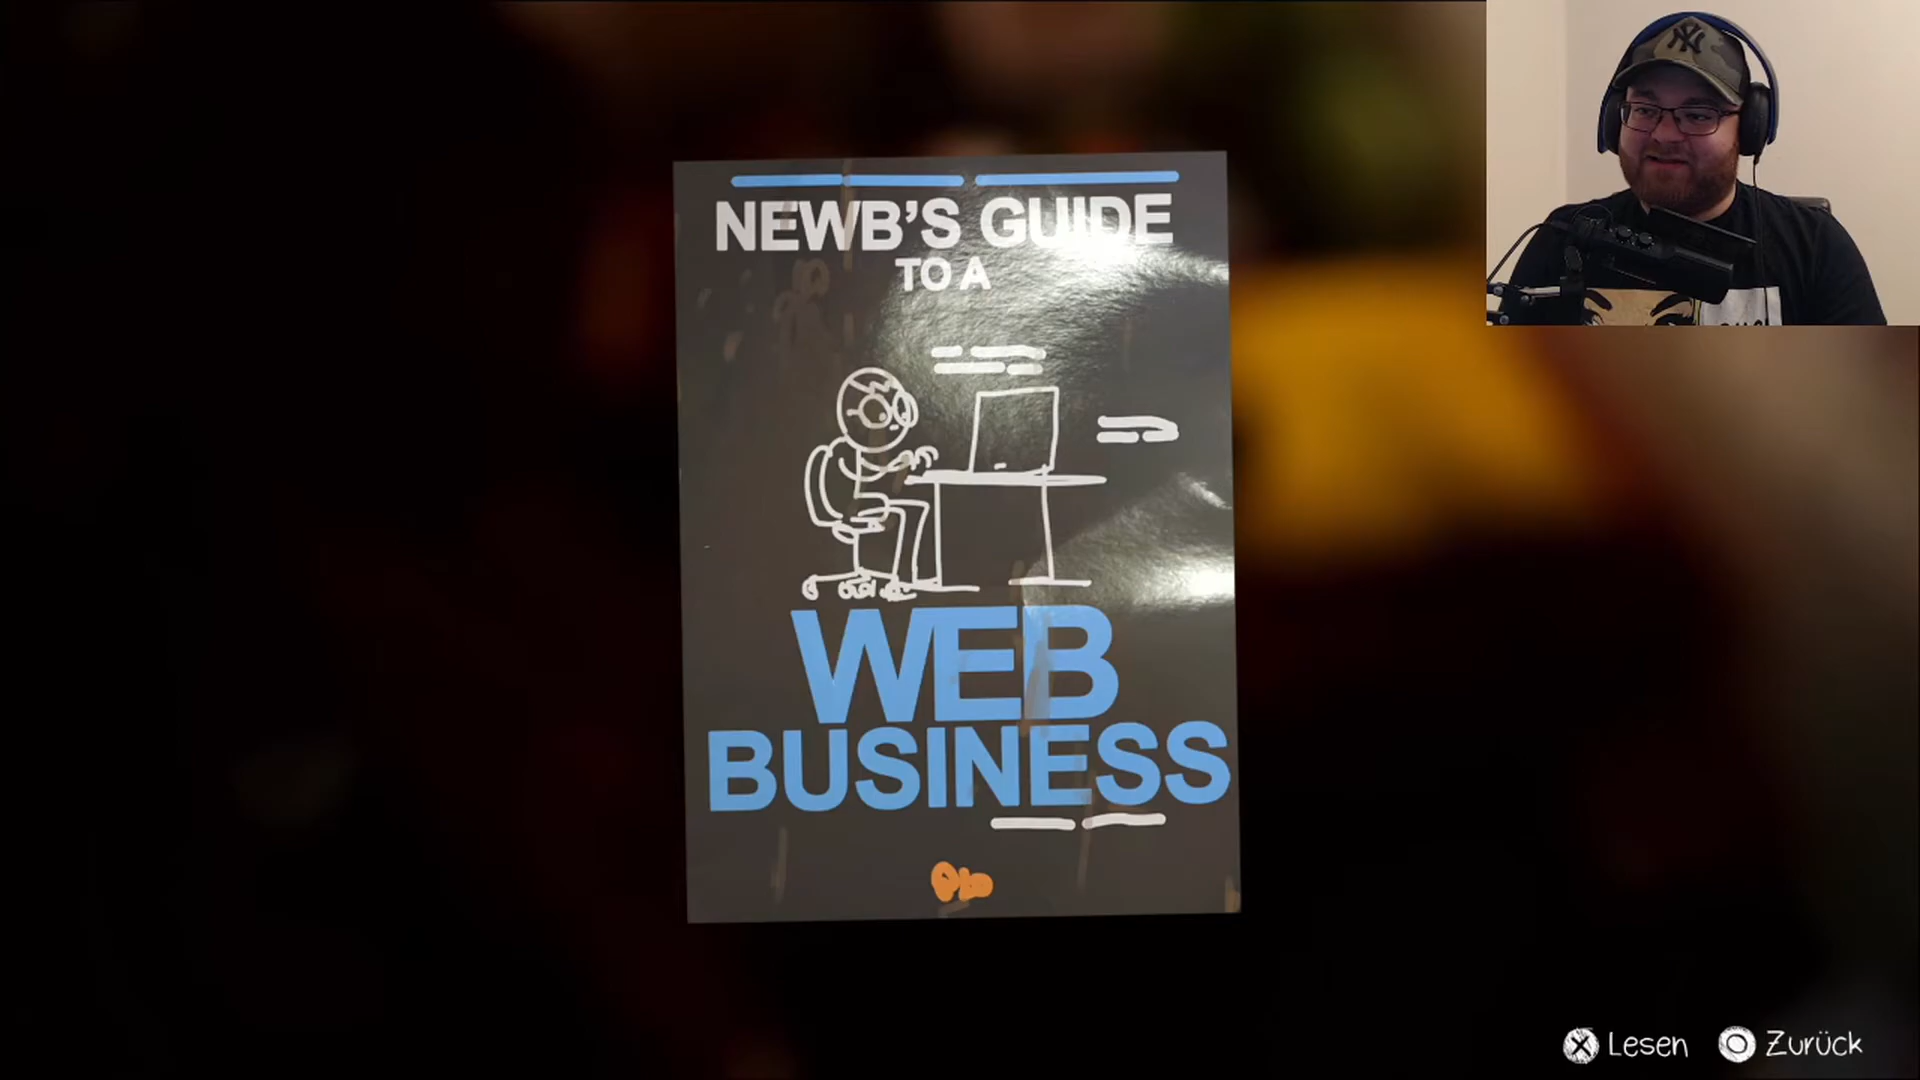 NEWB'S GUIDE
TO A
WEB
BUSINESS
Lesen
Zurück